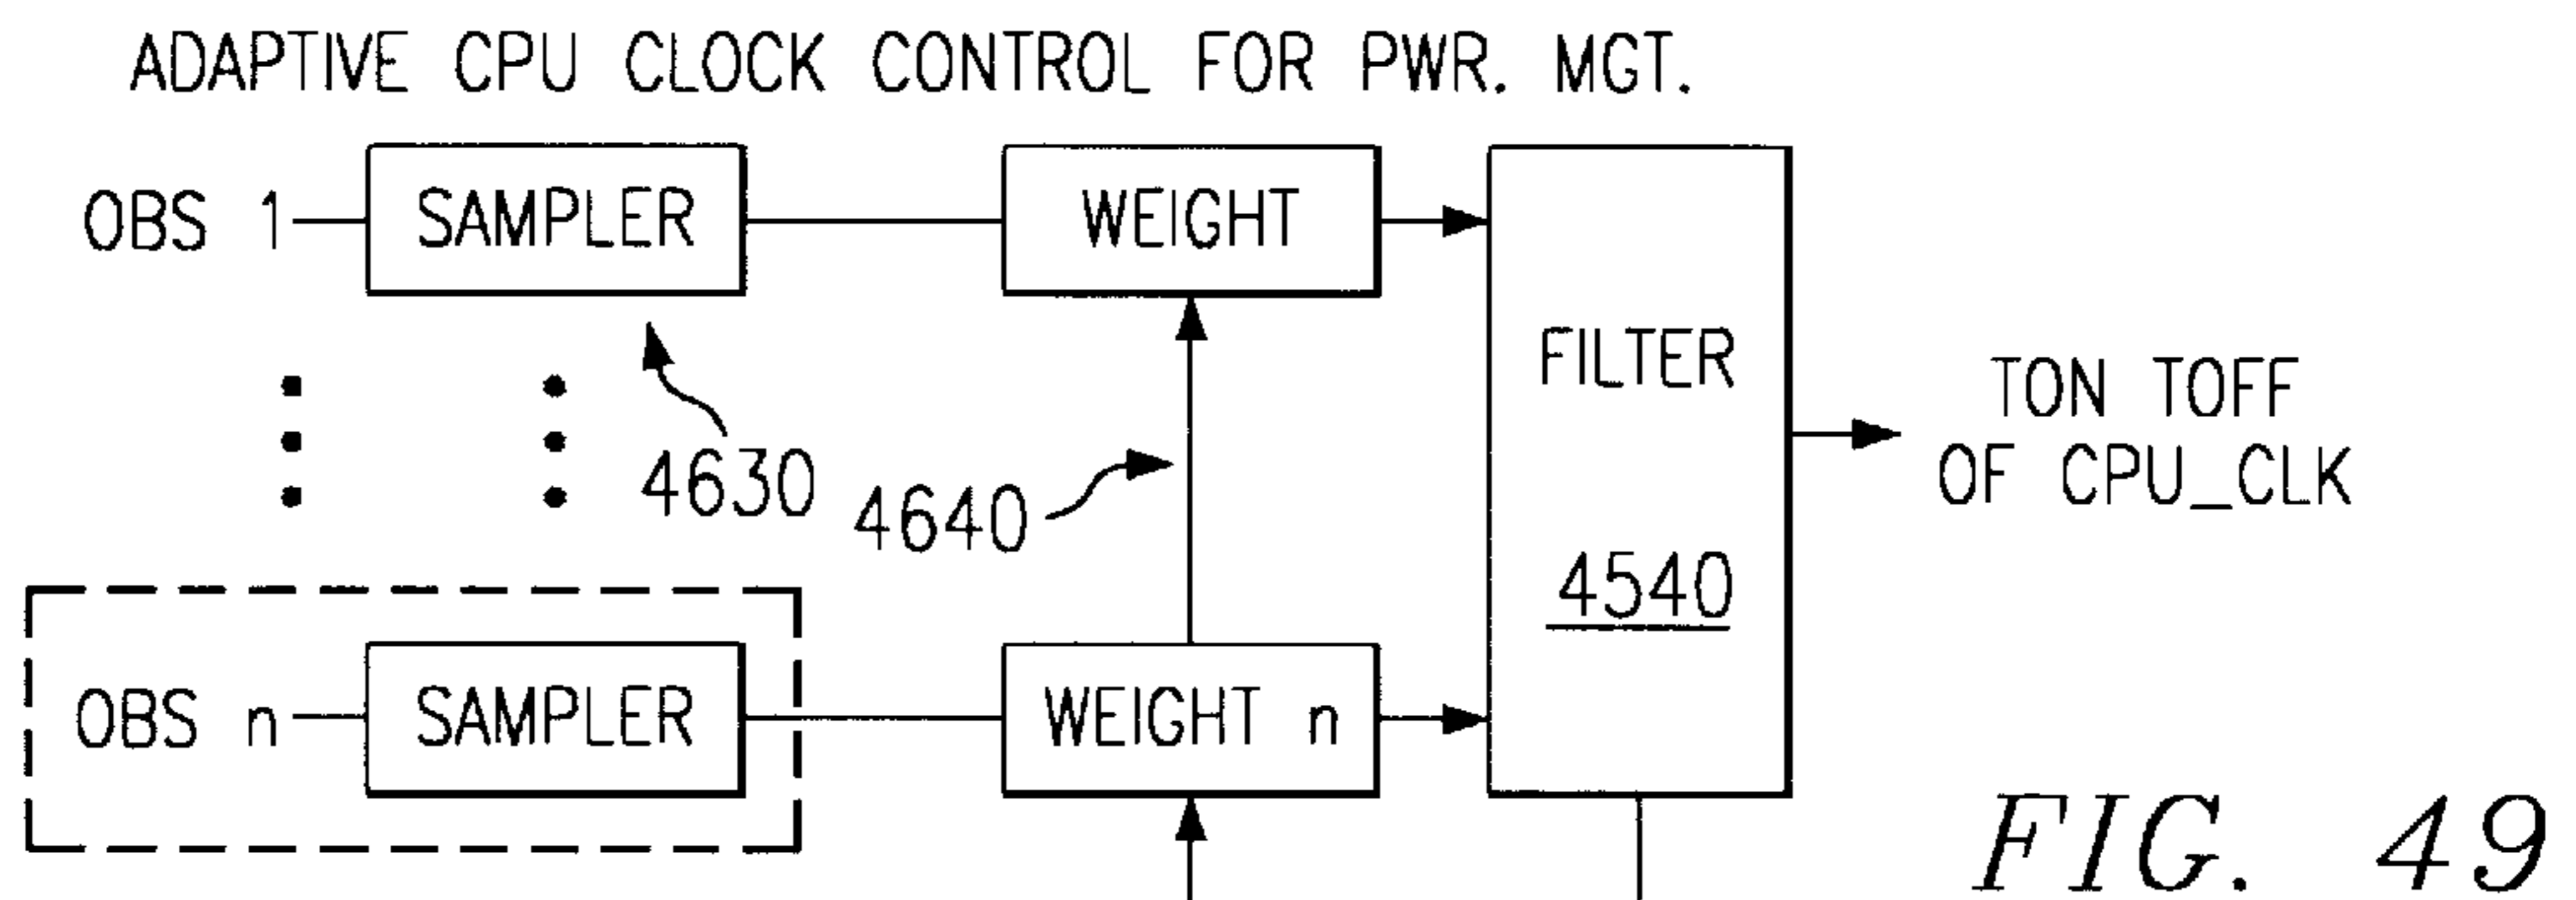 ADAPTIVE CPU CLOCK CONTROL FOR PWR. MGT.
OBS 1
SAMPLER
WEIGHT
FILTER
4540
TON TOFF
OF CPU_CLK
4630
4640
OBS n
SAMPLER
WEIGHT n
FIG. 49